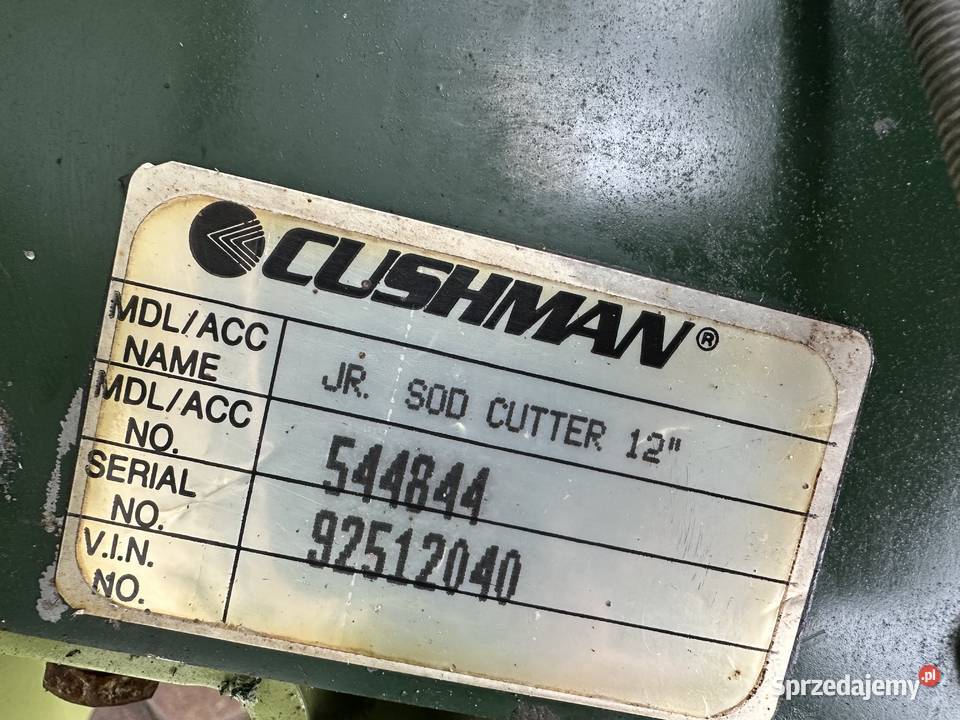 CUSHMAN®
MDL/ACC NAME JR. SOD CUTTER 12"
MDL/ACC NO. 544844
SERIAL NO. 92512040
V.I.N. NO.
Sprzedajemy.pl